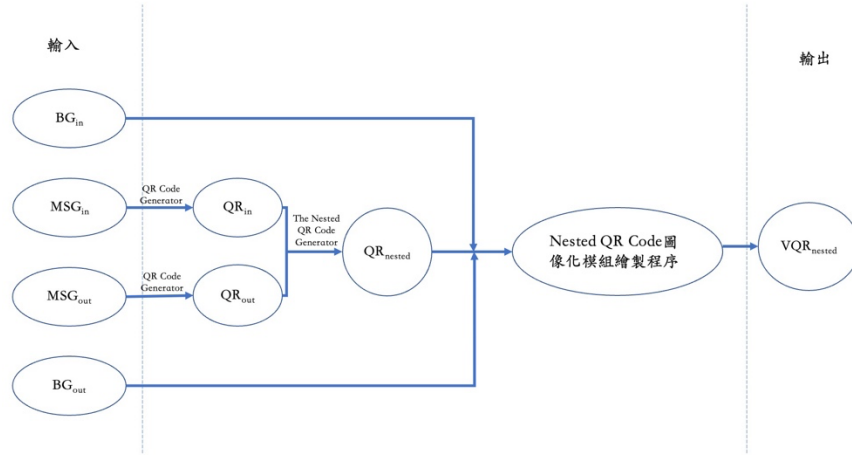 輸入
輸出
BGin
MSGin
QR Code
Generator
QRin
The Nested
QR Code
Generator
QRnested
Nested QR Code圖
像化模組繪製程序
VQRnested
MSGout
QR Code
Generator
QRout
BGout